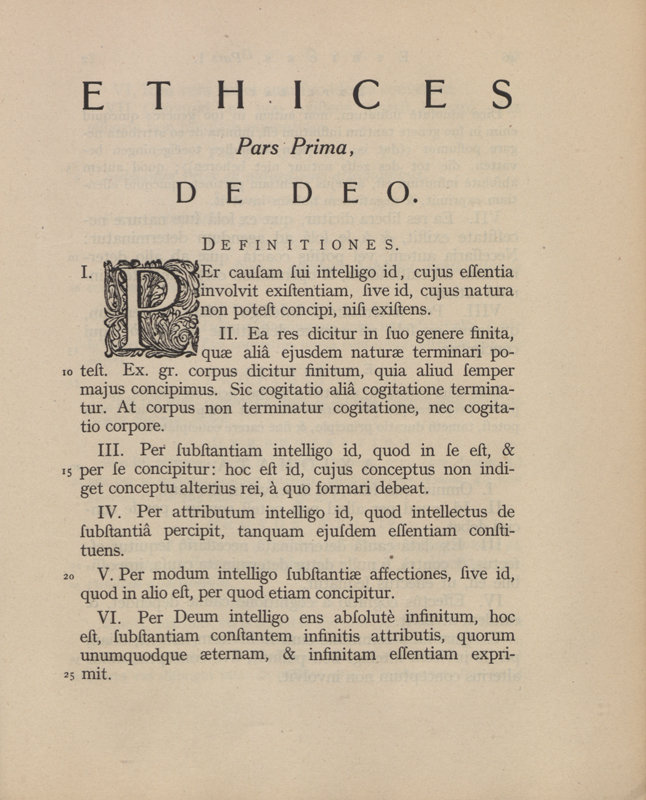 ETHICES
Pars Prima,
DE DEO.
DEFINITIONES.
I. PEr cauſam ſui intelligo id, cujus eſſentia
involvit exiſtentiam, ſive id, cujus natura
non poteſt concipi, niſi exiſtens.
II. Ea res dicitur in ſuo genere finita,
quæ aliâ ejusdem naturæ terminari po-
10 teſt. Ex. gr. corpus dicitur finitum, quia aliud ſemper
majus concipimus. Sic cogitatio aliâ cogitatione termina-
tur. At corpus non terminatur cogitatione, nec cogita-
tio corpore.
III. Per ſubſtantiam intelligo id, quod in ſe eſt, &
15 per ſe concipitur: hoc eſt id, cujus conceptus non indi-
get conceptu alterius rei, à quo formari debeat.
IV. Per attributum intelligo id, quod intellectus de
ſubſtantiâ percipit, tanquam ejuſdem eſſentiam conſti-
tuens.
20 V. Per modum intelligo ſubſtantiæ affectiones, ſive id,
quod in alio eſt, per quod etiam concipitur.
VI. Per Deum intelligo ens abſolutè infinitum, hoc
eſt, ſubſtantiam conſtantem infinitis attributis, quorum
unumquodque æternam, & infinitam eſſentiam expri-
25 mit.